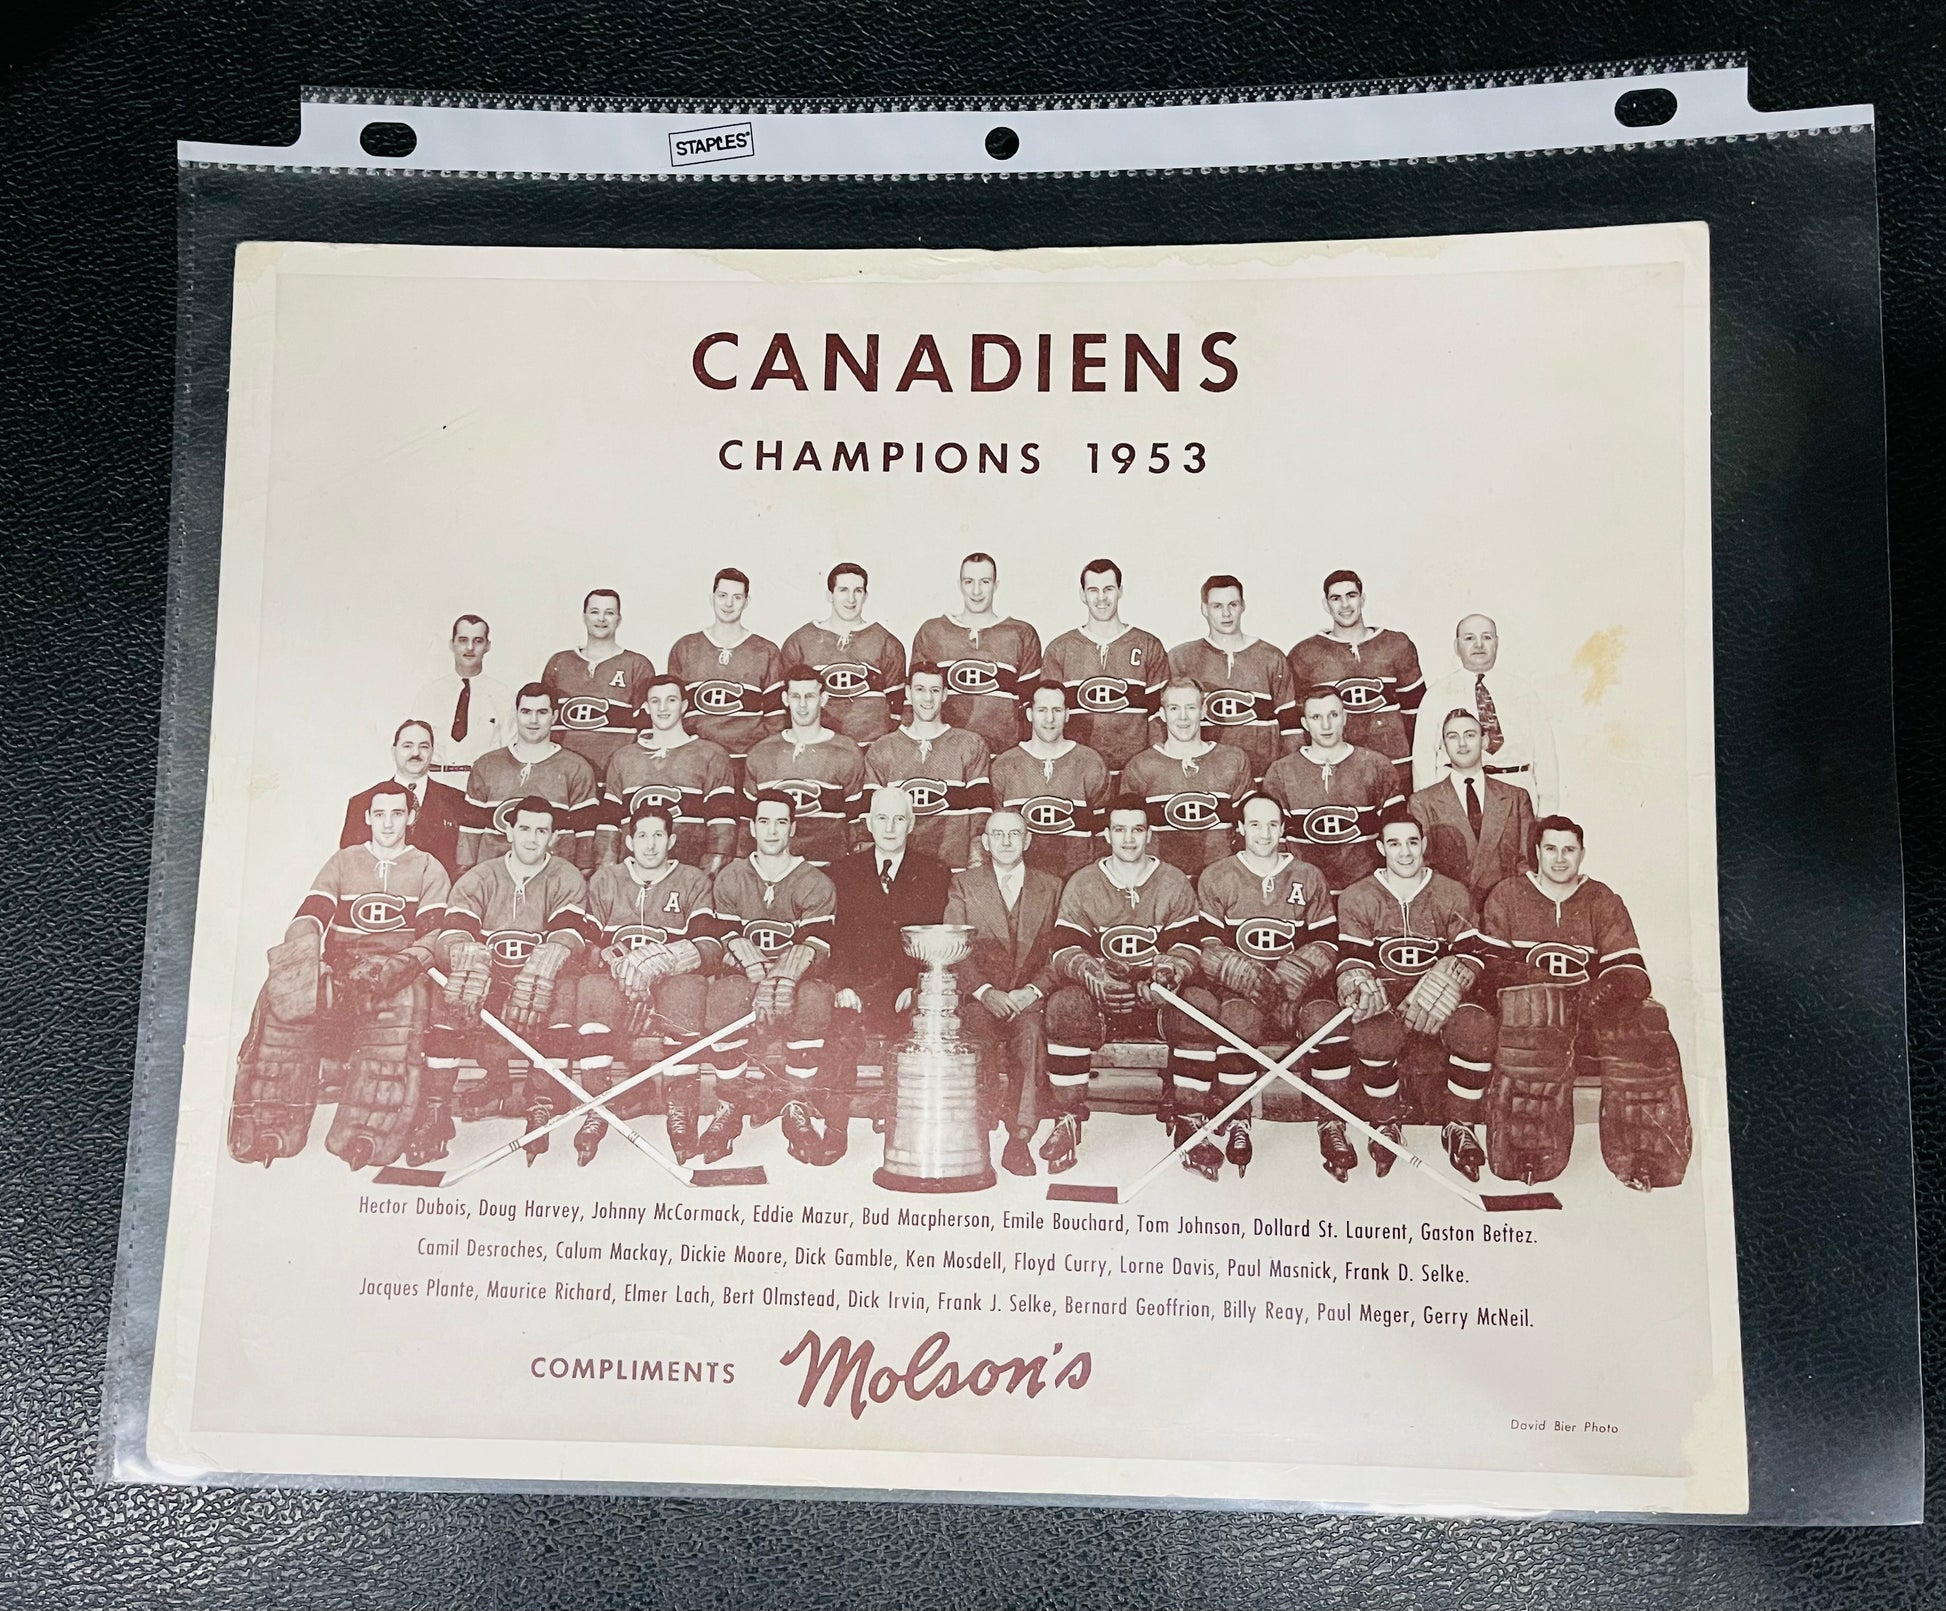 STAPLES®
CANADIENS
CHAMPIONS 1953
A
C
A
A
Hector Dubois, Doug Harvey, Johnny McCormack, Eddie Mazur, Bud Macpherson, Emile Bouchard, Tom Johnson, Dollard St. Laurent, Gaston Bettez.
Camil Desroches, Calum Mackay, Dickie Moore, Dick Gamble, Ken Mosdell, Floyd Curry, Lorne Davis, Paul Masnick, Frank D. Selke.
Jacques Plante, Maurice Richard, Elmer Lach, Bert Olmstead, Dick Irvin, Frank J. Selke, Bernard Geoffrion, Billy Reay, Paul Meger, Gerry McNeil.
COMPLIMENTS Molson's
David Bier Photo